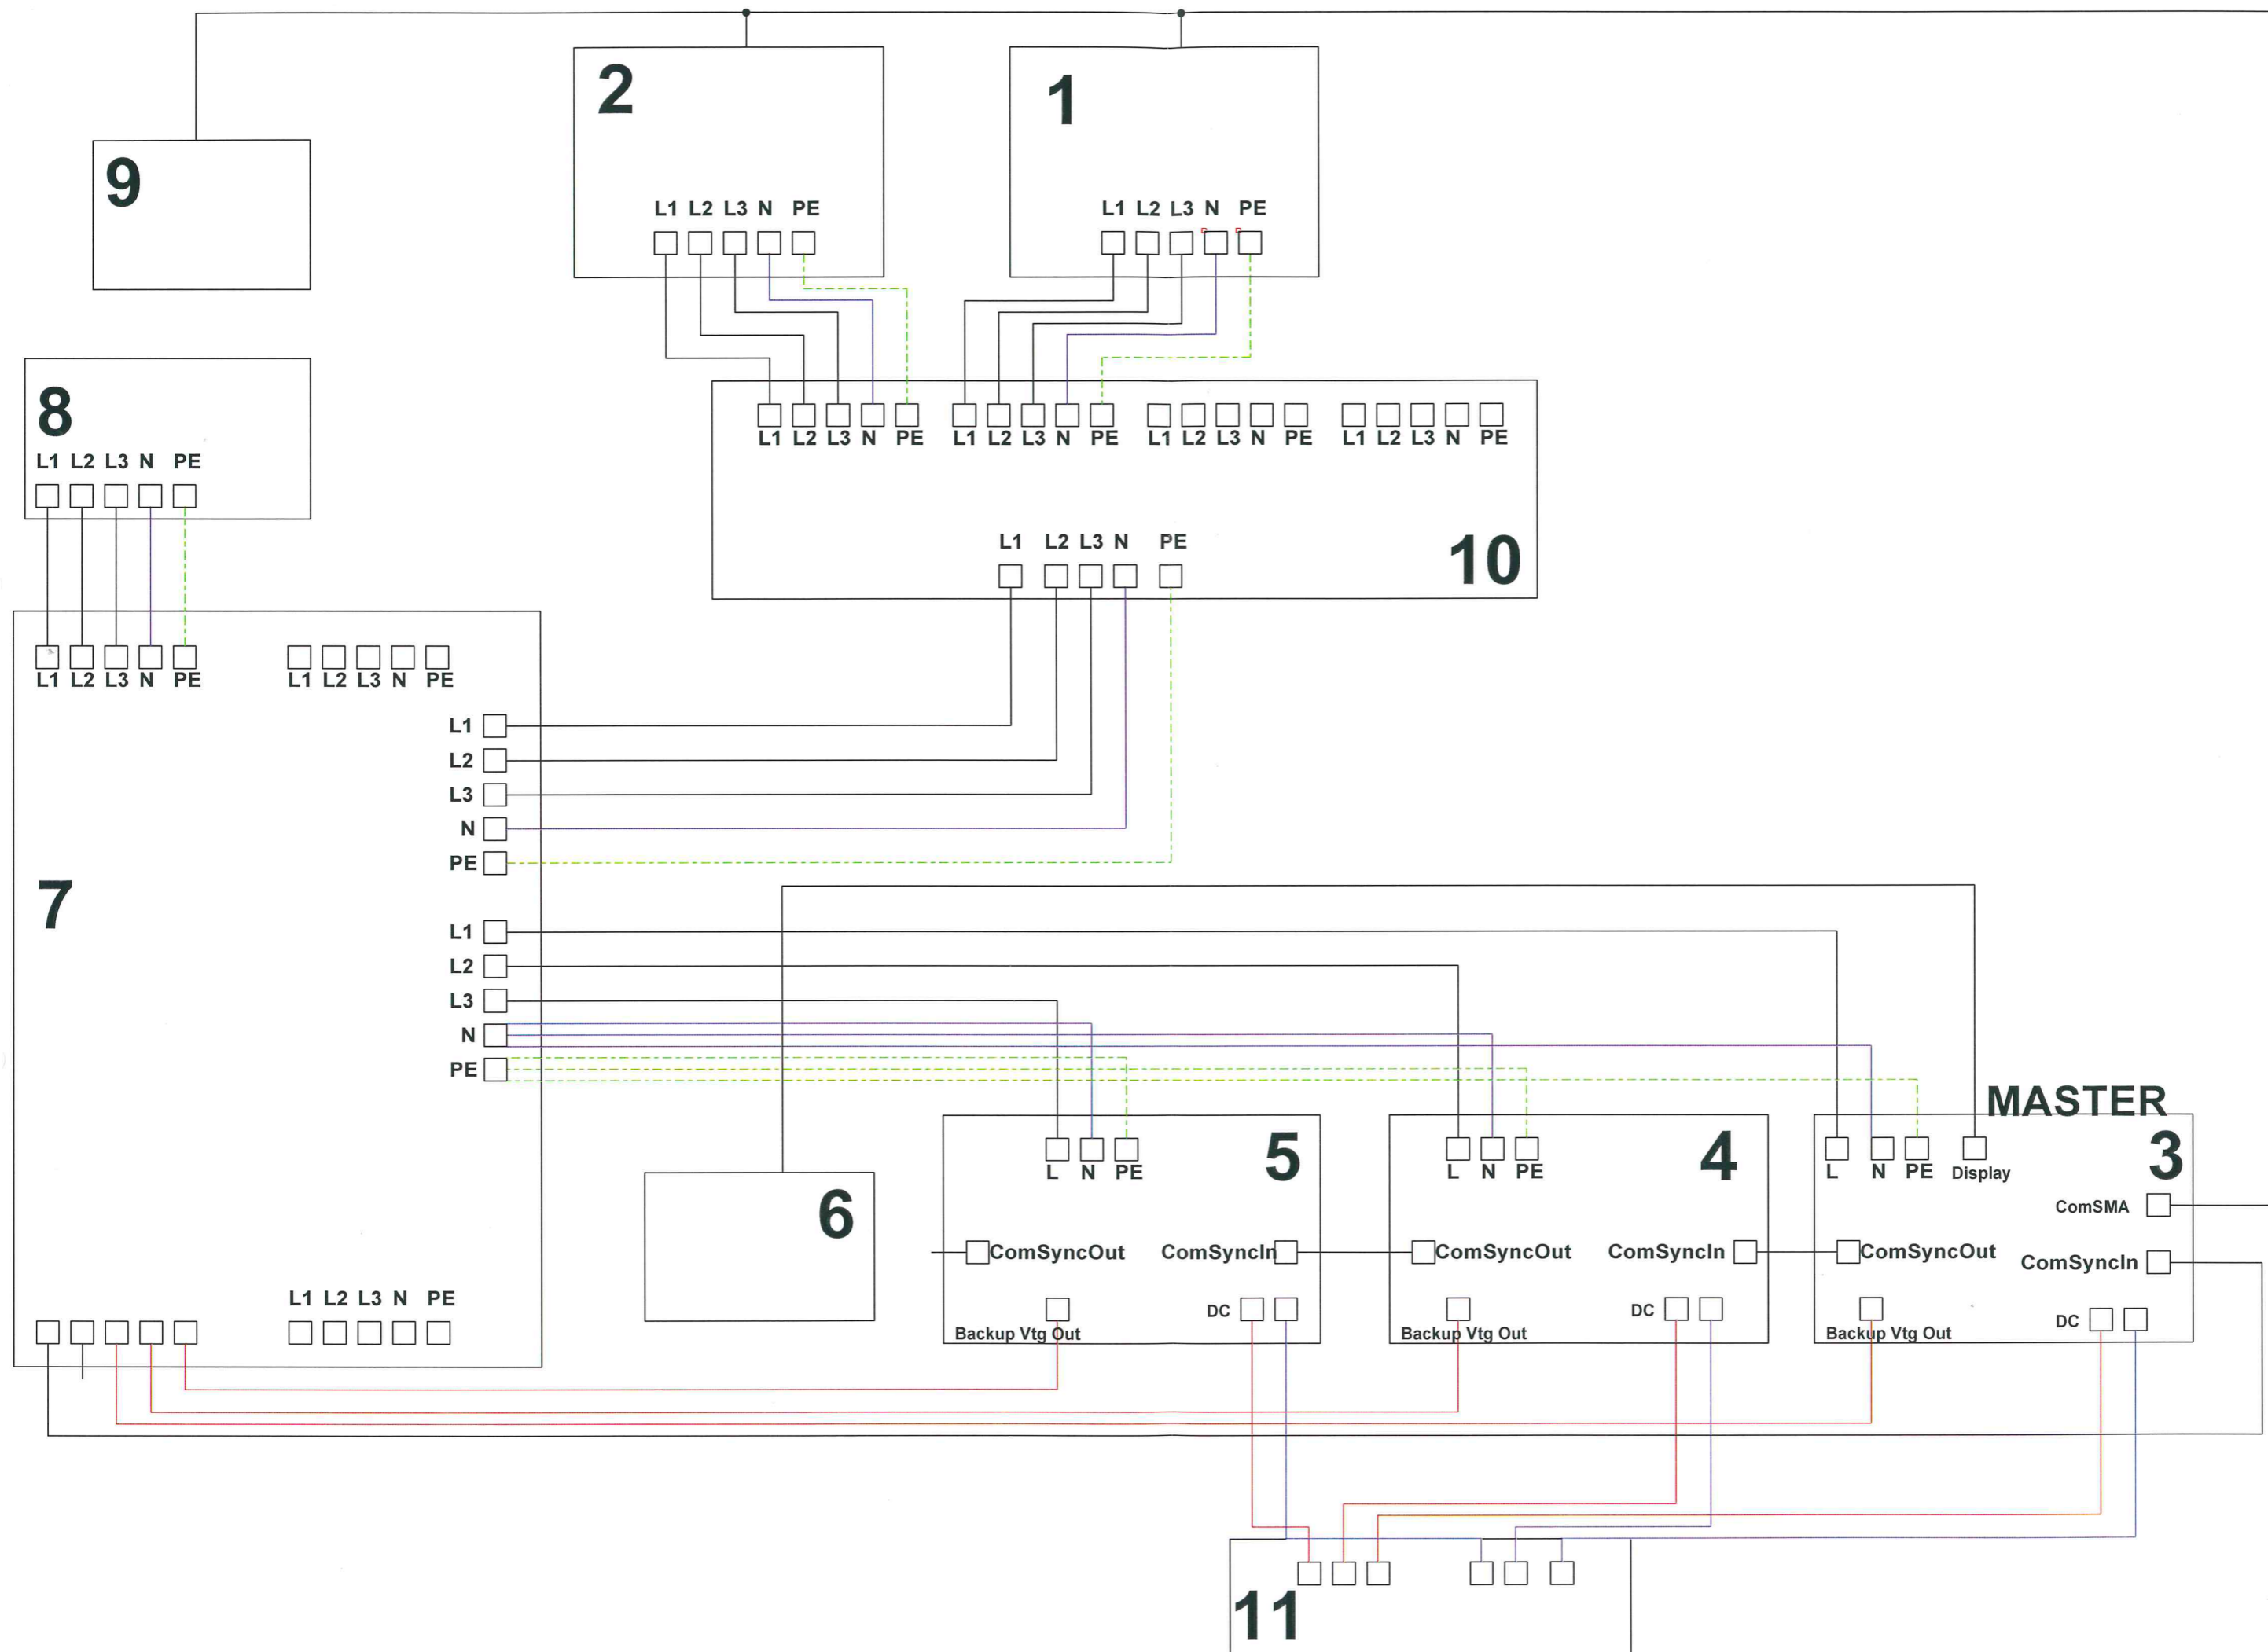 2
1
9
L1 L2 L3 N PE
L1 L2 L3 N PE
8
L1 L2 L3 N PE
L1 L2 L3 N PE
L1 L2 L3 N PE
L1 L2 L3 N PE
L1 L2 L3 N PE
L1 L2 L3 N PE
10
L1 L2 L3 N PE
L1 L2 L3 N PE
L1
L2
L3
N
PE
7
L1
L2
L3
N
PE
MASTER
5
4
3
L N PE
L N PE
L N PE Display
6
ComSMA
ComSyncOut ComSyncIn
ComSyncOut ComSyncIn
ComSyncOut
ComSyncIn
L1 L2 L3 N PE
DC
DC
DC
Backup Vtg Out
Backup Vtg Out
Backup Vtg Out
11